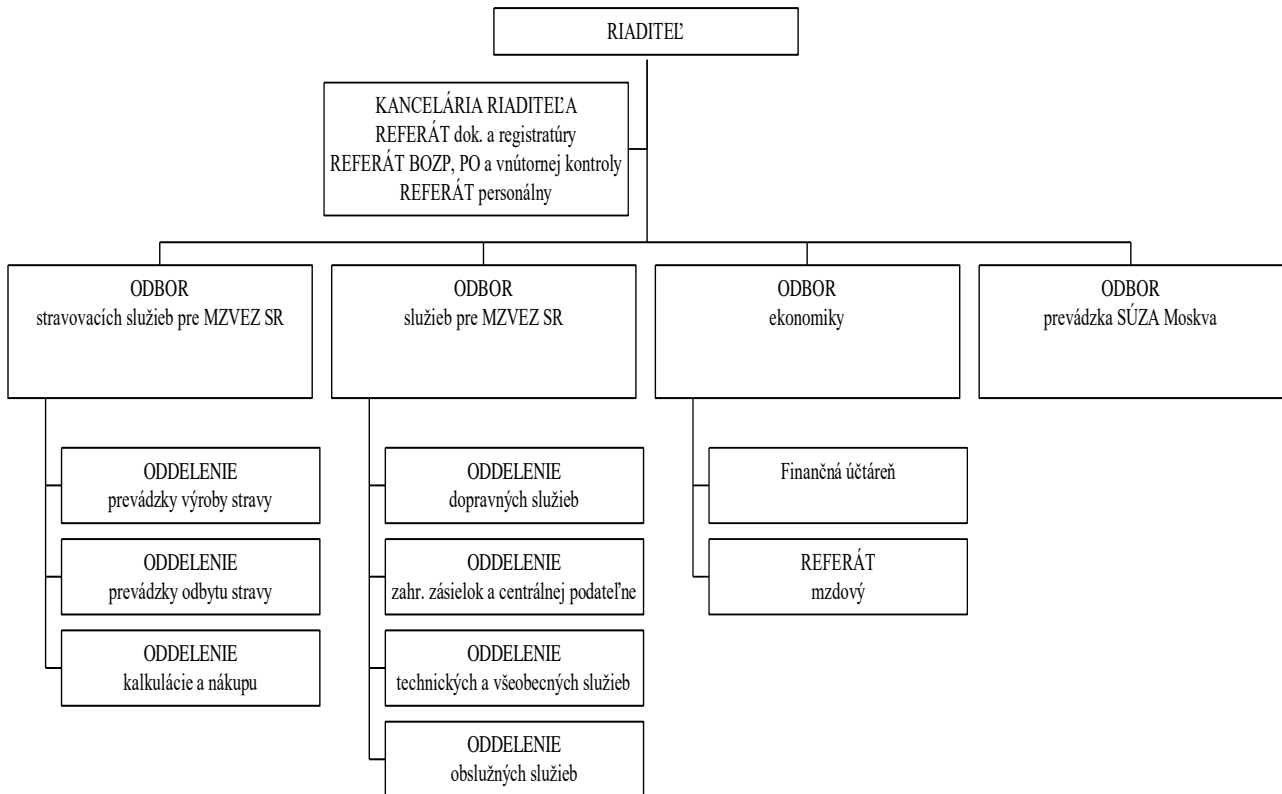 RIADITEĽ
KANCELÁRIA RIADITEĽA
REFERÁT dok. a registratúry
REFERÁT BOZP, PO a vnútornej kontroly
REFERÁT personálny
ODBOR
stravovacích služieb pre MZVEZ SR
ODBOR
služieb pre MZVEZ SR
ODBOR
ekonomiky
ODBOR
prevádzka SÚZA Moskva
ODDELENIE
prevádzky výroby stravy
ODDELENIE
prevádzky odbytu stravy
ODDELENIE
kalkulácie a nákupu
ODDELENIE
dopravných služieb
ODDELENIE
zahr. zásielok a centrálnej podateľne
ODDELENIE
technických a všeobecných služieb
ODDELENIE
obslužných služieb
Finančná účtáreň
REFERÁT
mzdový